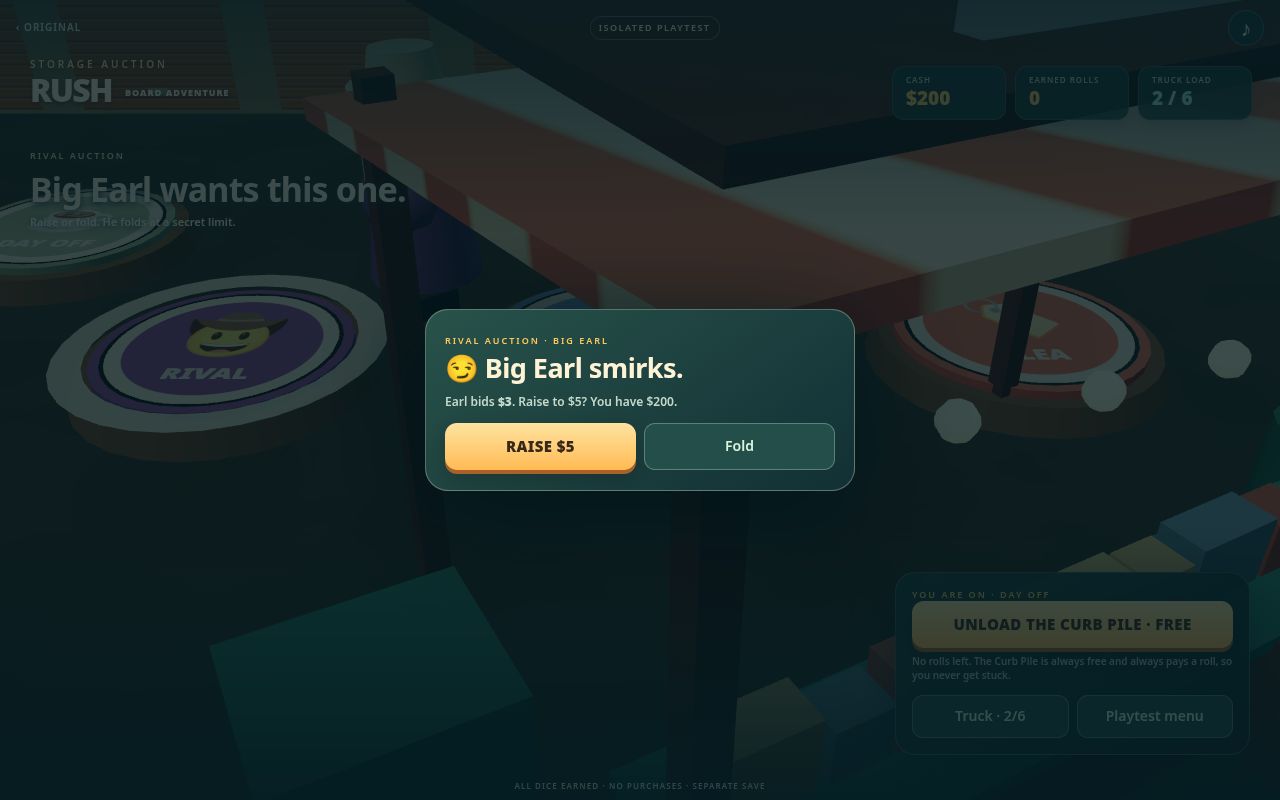 ‹ ORIGINAL
ISOLATED PLAYTEST
♪
STORAGE AUCTION
RUSH BOARD ADVENTURE
CASH
$200
EARNED ROLLS
0
TRUCK LOAD
2 / 6
RIVAL AUCTION
Big Earl wants this one.
Raise or fold. He folds at a secret limit.
DAY OFF
RIVAL
RIVAL AUCTION · BIG EARL
😏 Big Earl smirks.
Earl bids $3. Raise to $5? You have $200.
RAISE $5
Fold
YOU ARE ON · DAY OFF
UNLOAD THE CURB PILE · FREE
No rolls left. The Curb Pile is always free and always pays a roll, so
you never get stuck.
Truck · 2/6
Playtest menu
ALL DICE EARNED · NO PURCHASES · SEPARATE SAVE